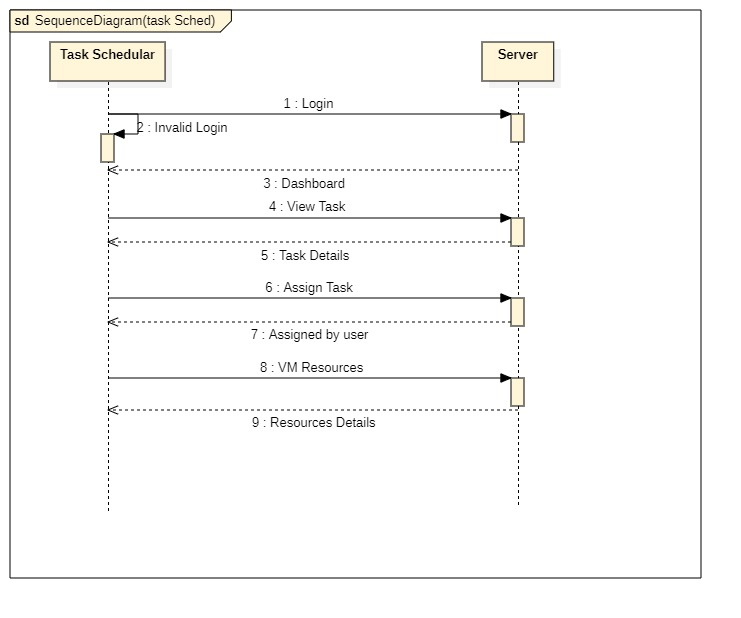 sd SequenceDiagram(task Sched)
Task Schedular
Server
1 : Login
2 : Invalid Login
3 : Dashboard
4 : View Task
5 : Task Details
6 : Assign Task
7 : Assigned by user
8 : VM Resources
9 : Resources Details